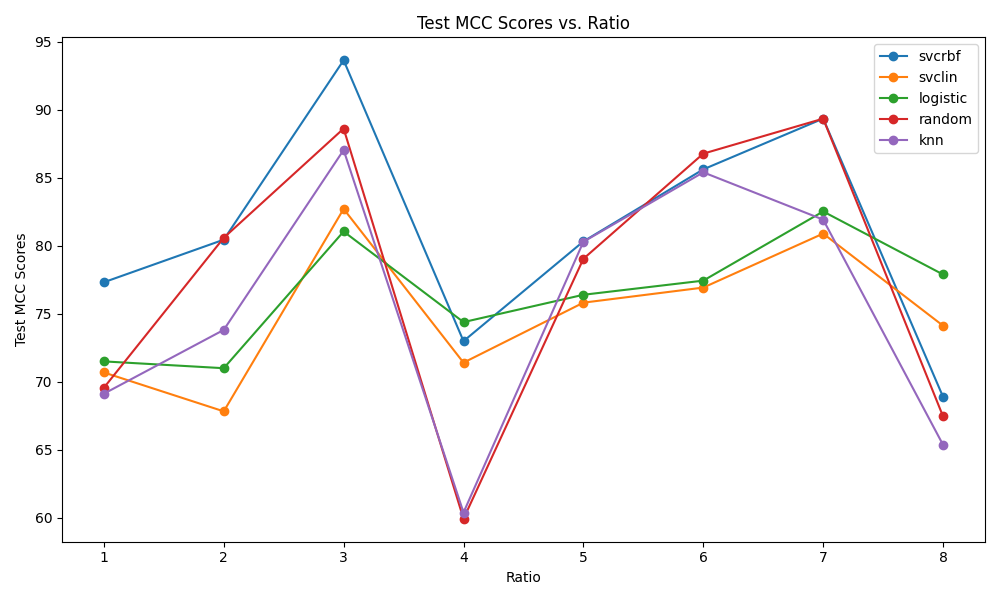 Test MCC Scores vs. Ratio
95
90
85
80
75
70
65
60
Test MCC Scores
1 2 3 4 5 6 7 8
Ratio
svcrbf
svclin
logistic
random
knn